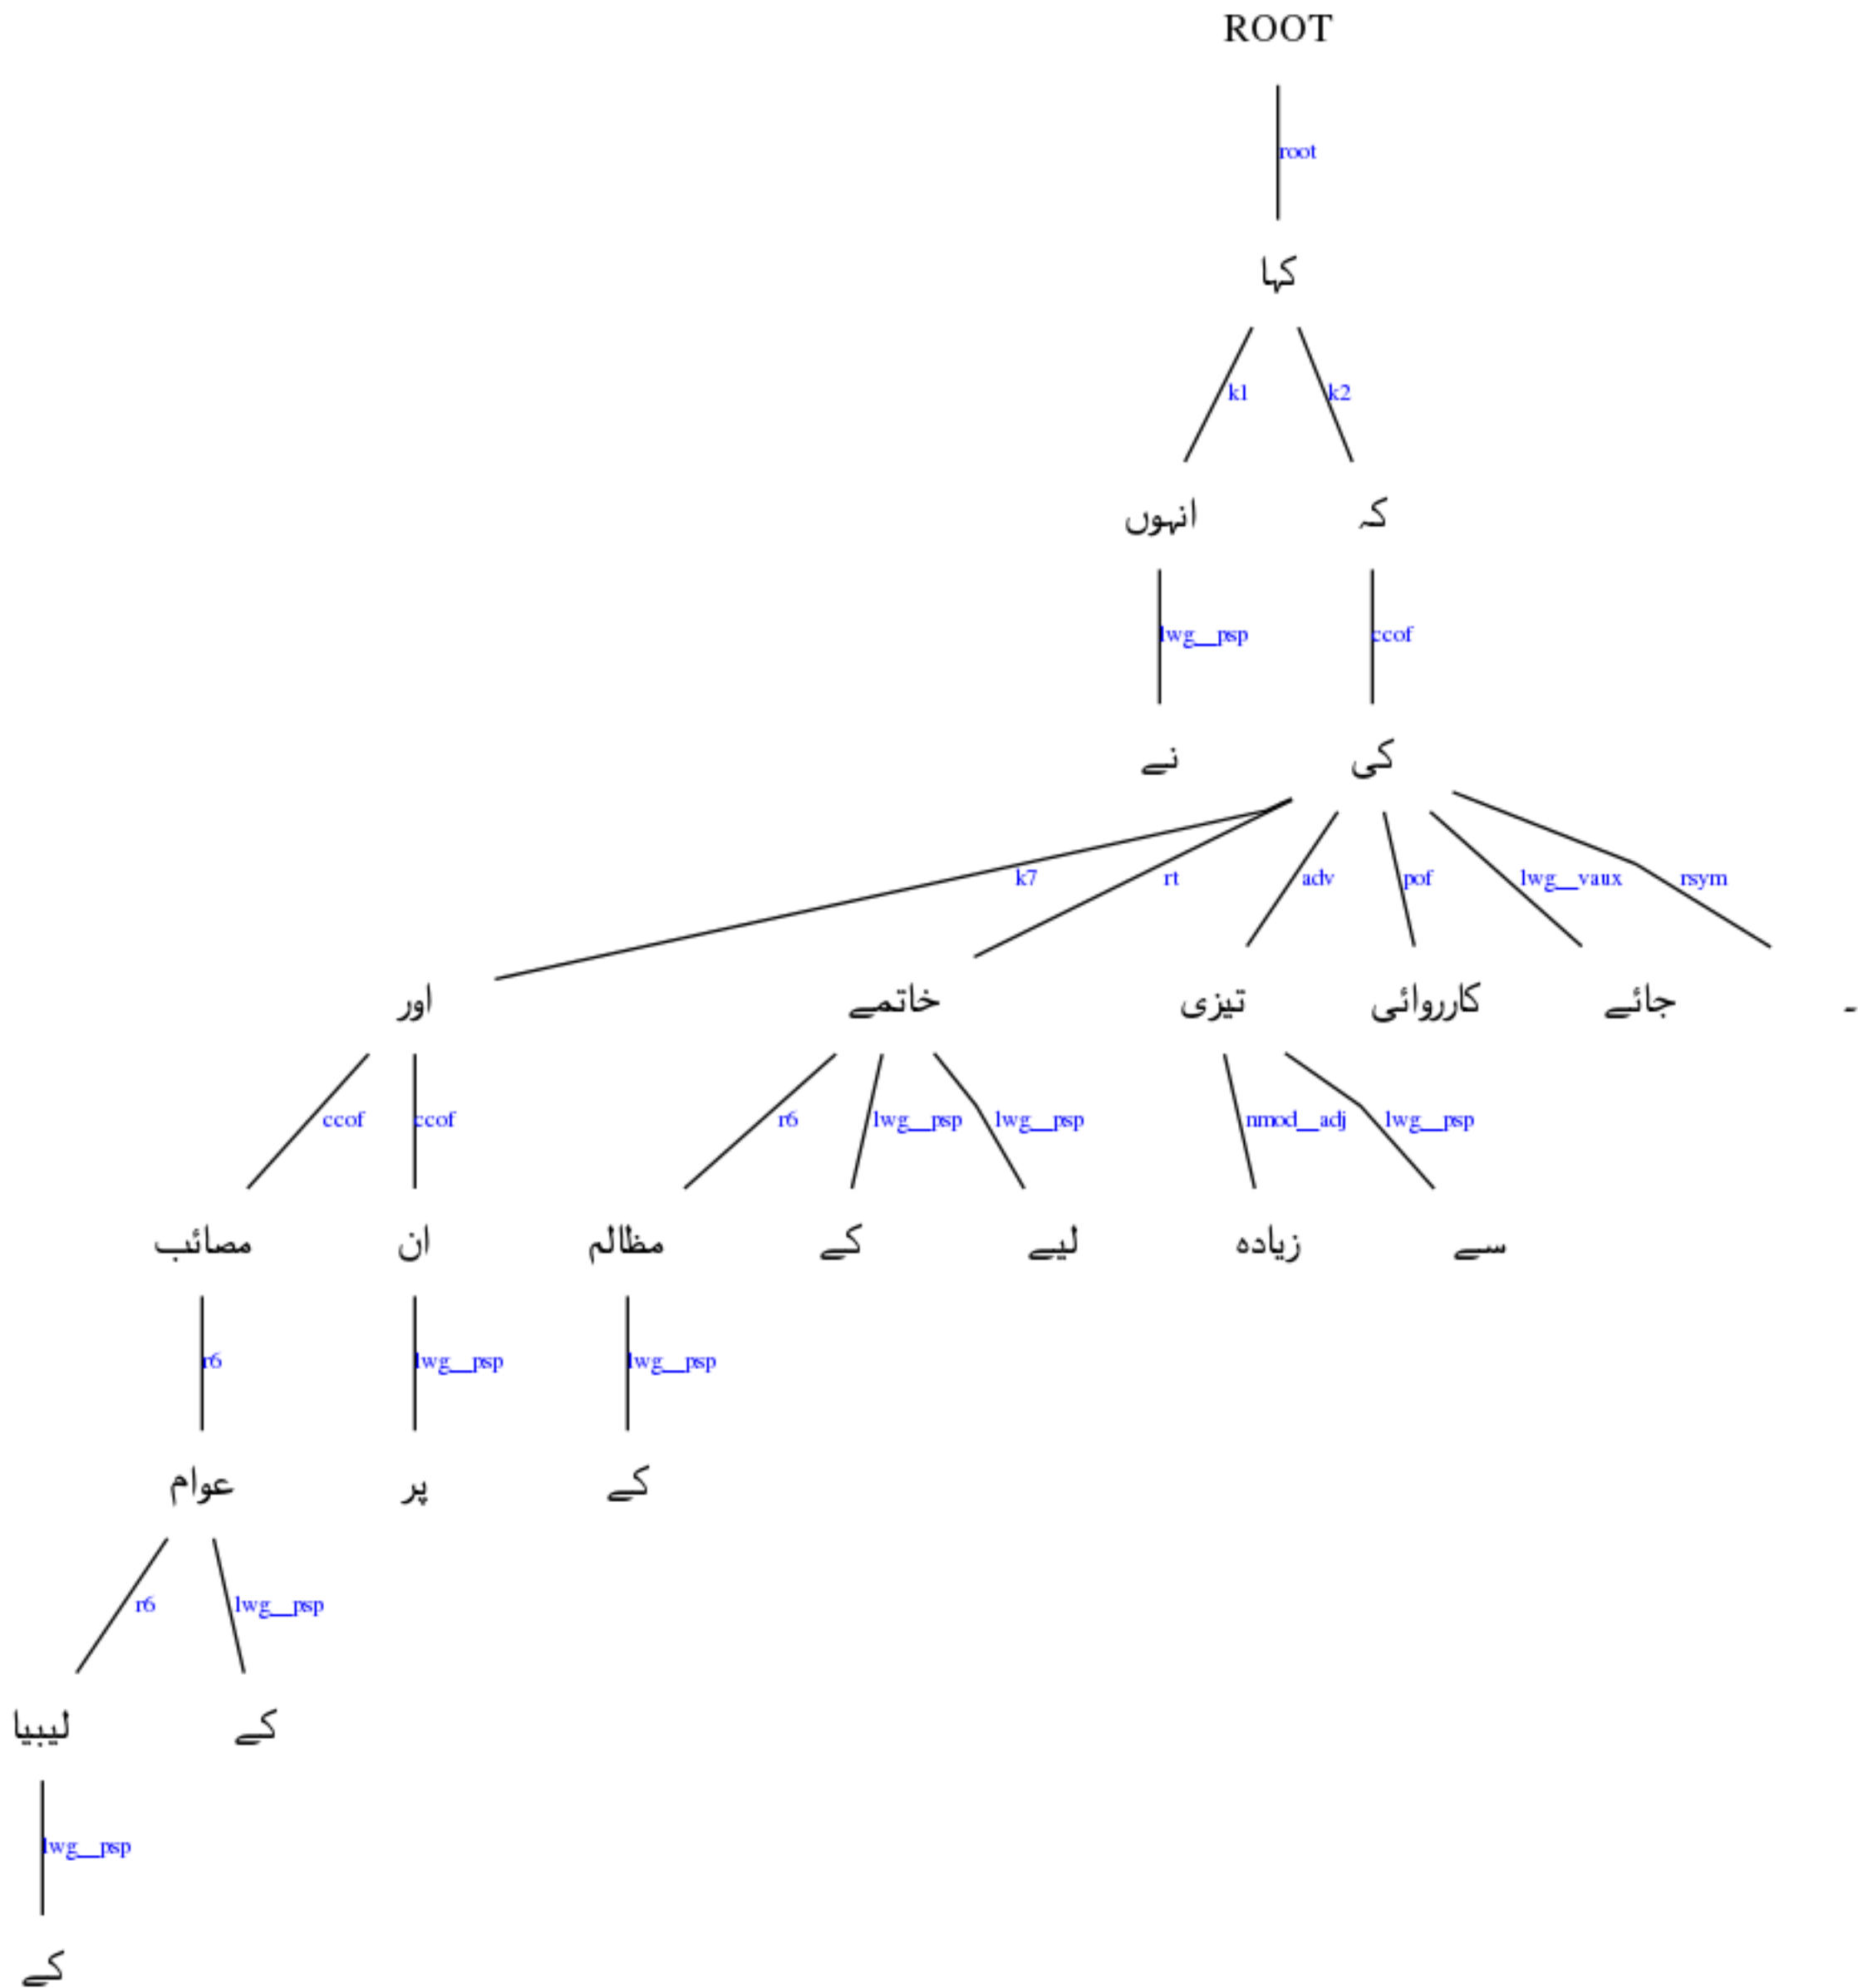 ROOT
root
کہا
k1 k2
انہوں کہ
lwg__psp ccof
نے کی
k7 rt adv pof lwg__vaux rsym
اور خاتمے تیزی کارروائی جائے ۔
ccof ccof r6 lwg__psp lwg__psp nmod__adj lwg__psp
مصائب ان مظالم کے لیے زیادہ سے
r6 lwg__psp lwg__psp
عوام پر کے
r6 lwg__psp
لیبیا کے
lwg__psp
کے